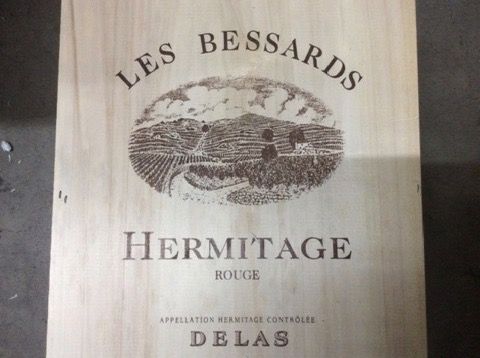 LES BESSARDS
HERMITAGE
ROUGE
APPELLATION HERMITAGE CONTRÔLÉE
DELAS